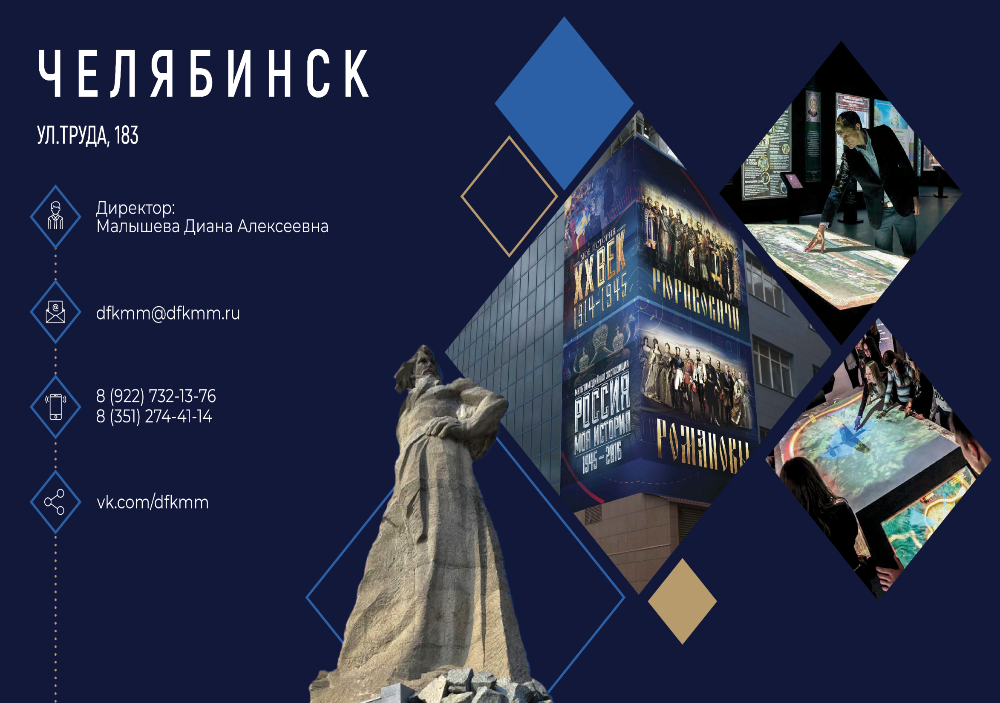 ЧЕЛЯБИНСК
УЛ.ТРУДА, 183
Директор:
Малышева Диана Алексеевна
dfkmm@dfkmm.ru
8 (922) 732-13-76
8 (351) 274-41-14
vk.com/dfkmm
МОЯ ИСТОРИЯ
XX ВЕК
1914-1945
РЮРИКОВИЧИ
МУЛЬТИМЕДИЙНАЯ ЭКСПОЗИЦИЯ
РОССИЯ
МОЯ ИСТОРИЯ
1945-2016
РОМАНОВЫ